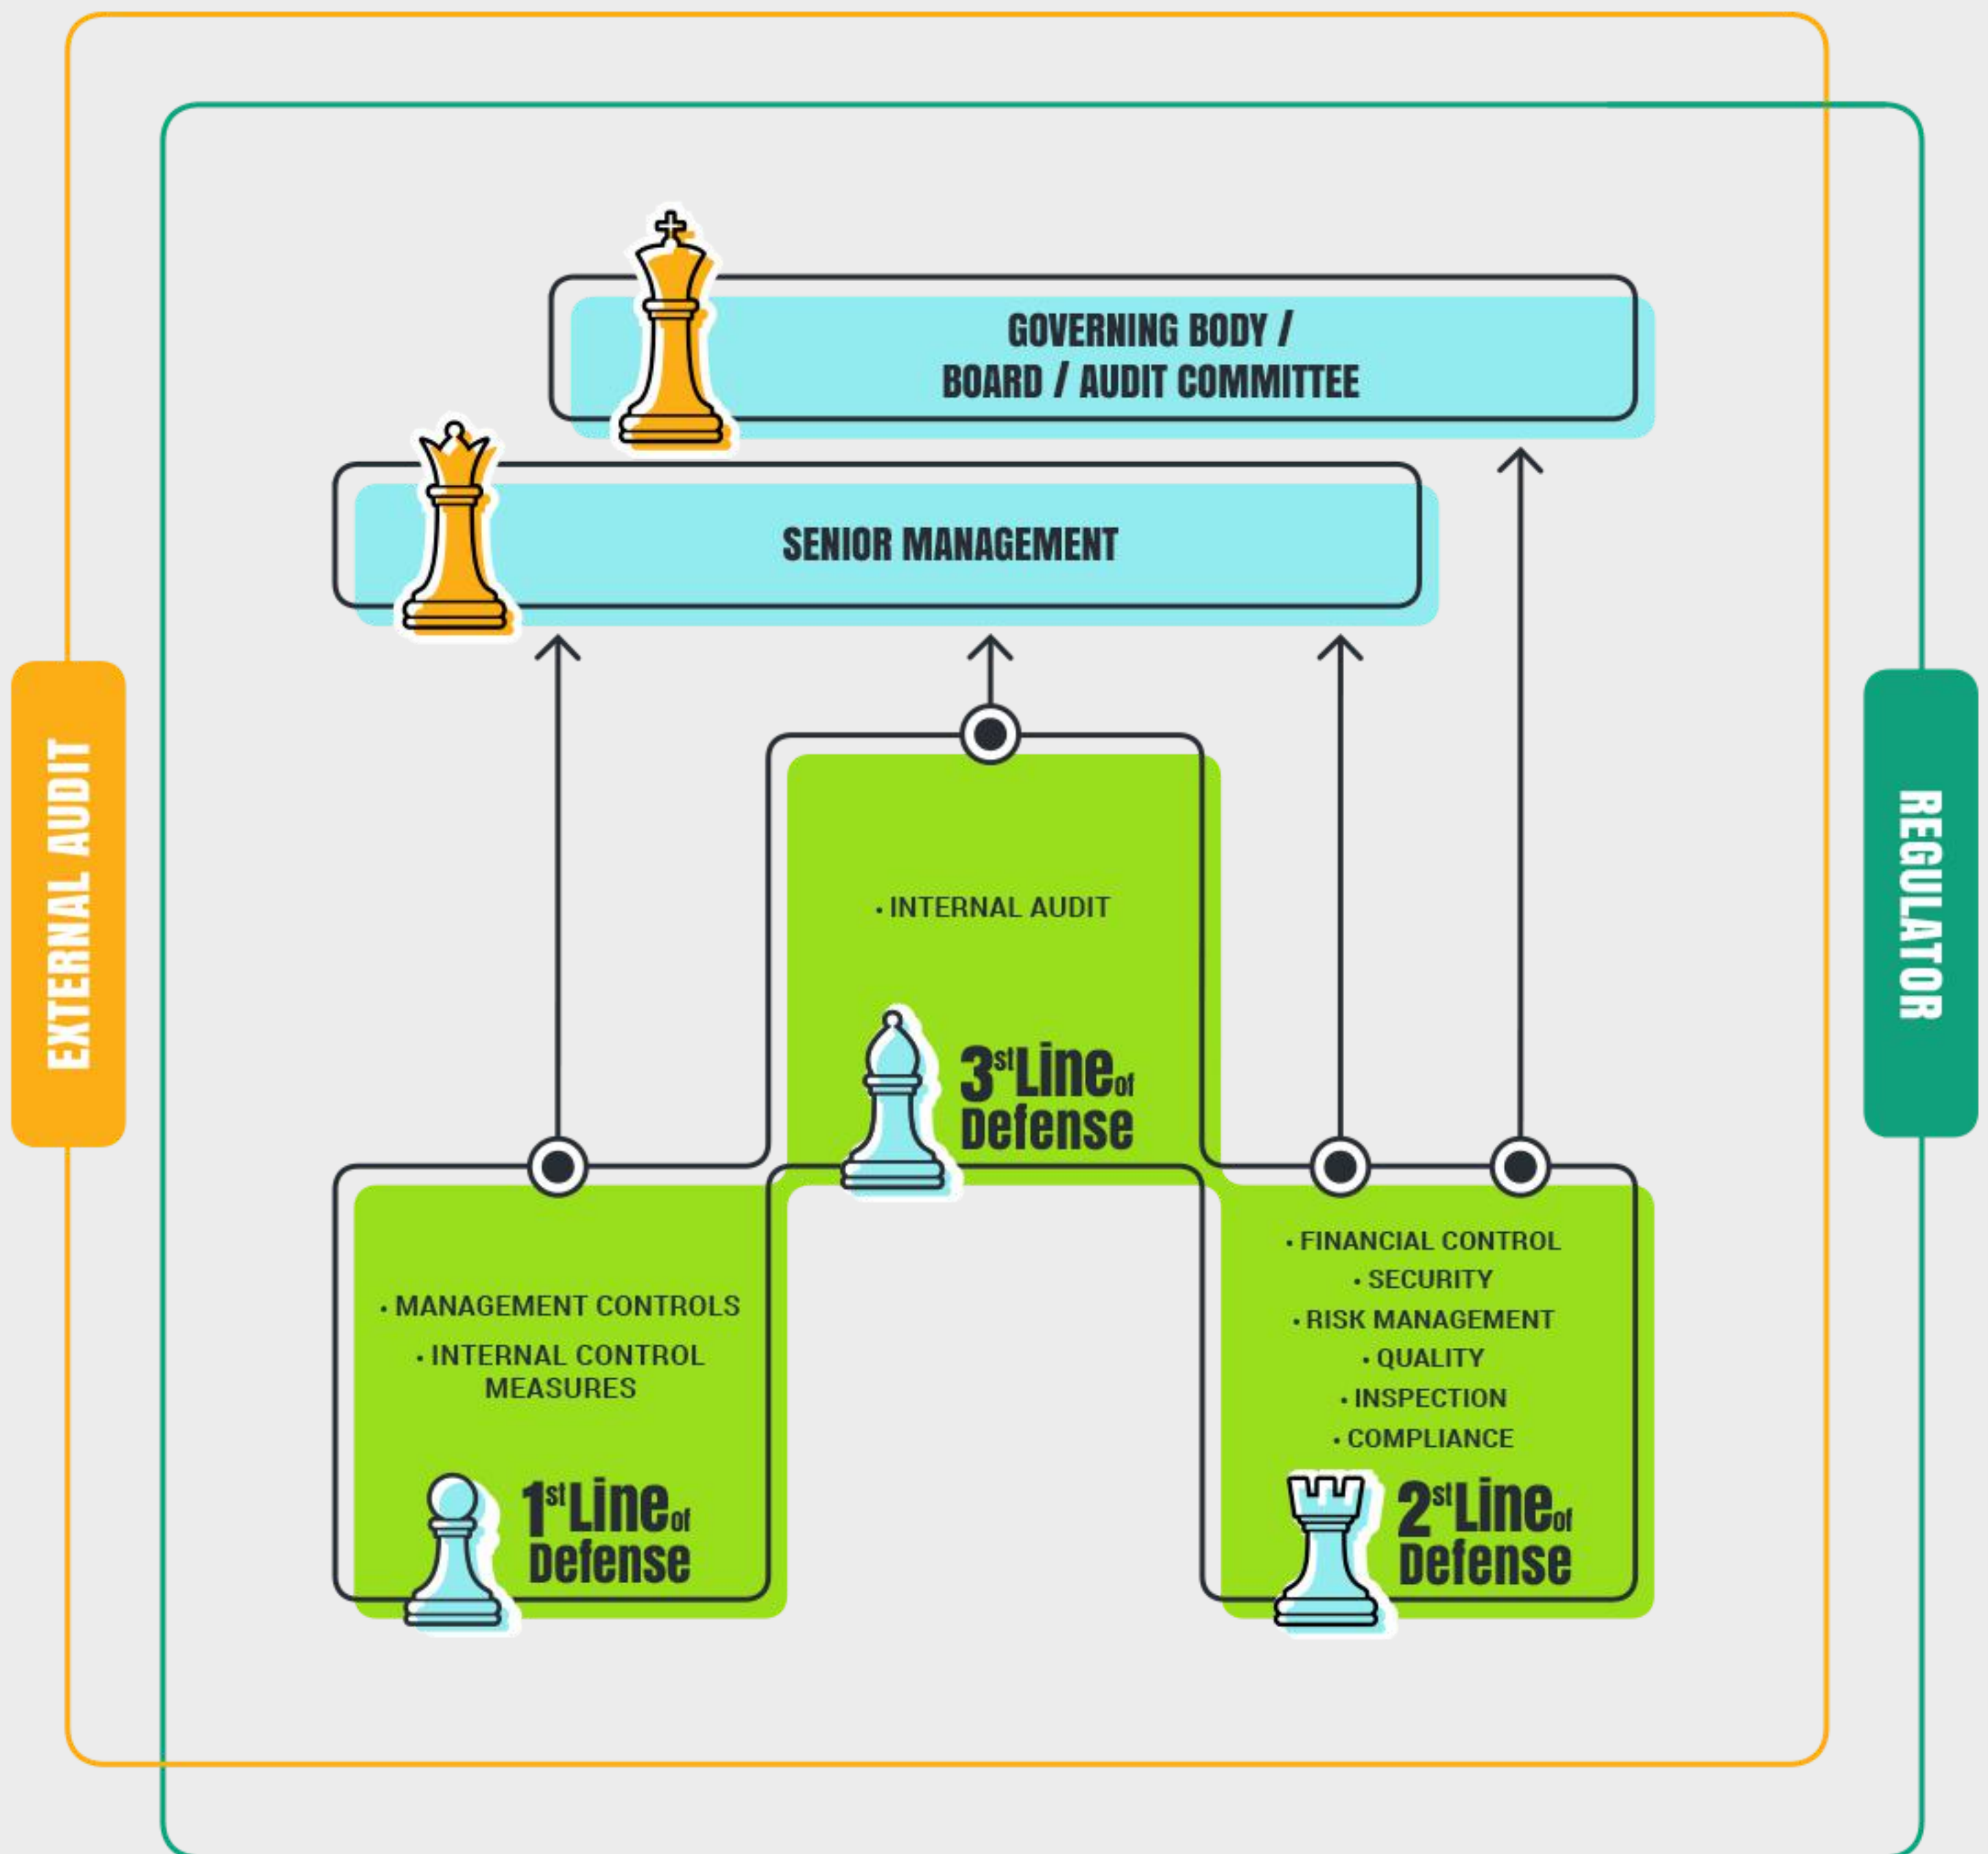 GOVERNING BODY /
BOARD / AUDIT COMMITTEE
SENIOR MANAGEMENT
EXTERNAL AUDIT
REGULATOR
• INTERNAL AUDIT
3st Line of
Defense
• MANAGEMENT CONTROLS
• INTERNAL CONTROL
MEASURES
1st Line of
Defense
• FINANCIAL CONTROL
• SECURITY
• RISK MANAGEMENT
• QUALITY
• INSPECTION
• COMPLIANCE
2st Line of
Defense